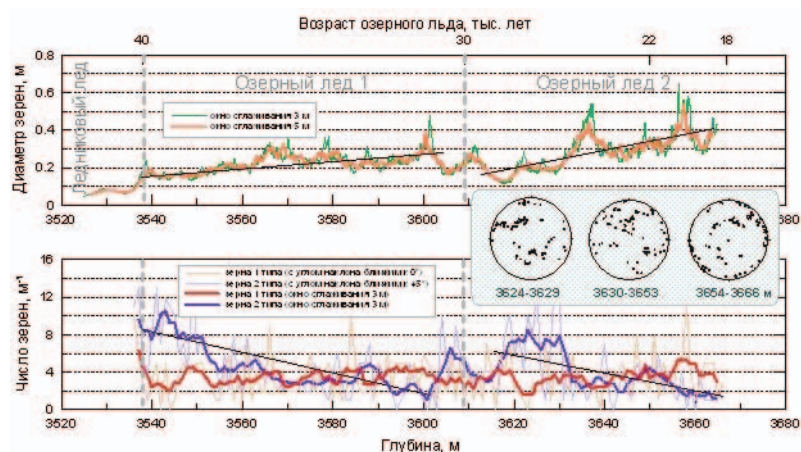 Возраст озерного льда, тыс. лет
40 30 22 18
Диаметр зерен, м
0.8
0.6
0.4
0.2
0
Ледниковый лед
Озерный лед 1
Озерный лед 2
окно сглаживания 3 м
окно сглаживания 5 м
3520 3540 3560 3580 3600 3620 3640 3660 3680
3624-3629 3630-3653 3654-3666 м
Число зерен, м⁻¹
16
12
8
4
0
зерна 1 типа (с углом наклона ближним 0°)
зерна 2 типа (с углом наклона ближним 45°)
зерна 1 типа (окно сглаживания 3 м)
зерна 2 типа (окно сглаживания 3 м)
3520 3540 3560 3580 3600 3620 3640 3660 3680
Глубина, м